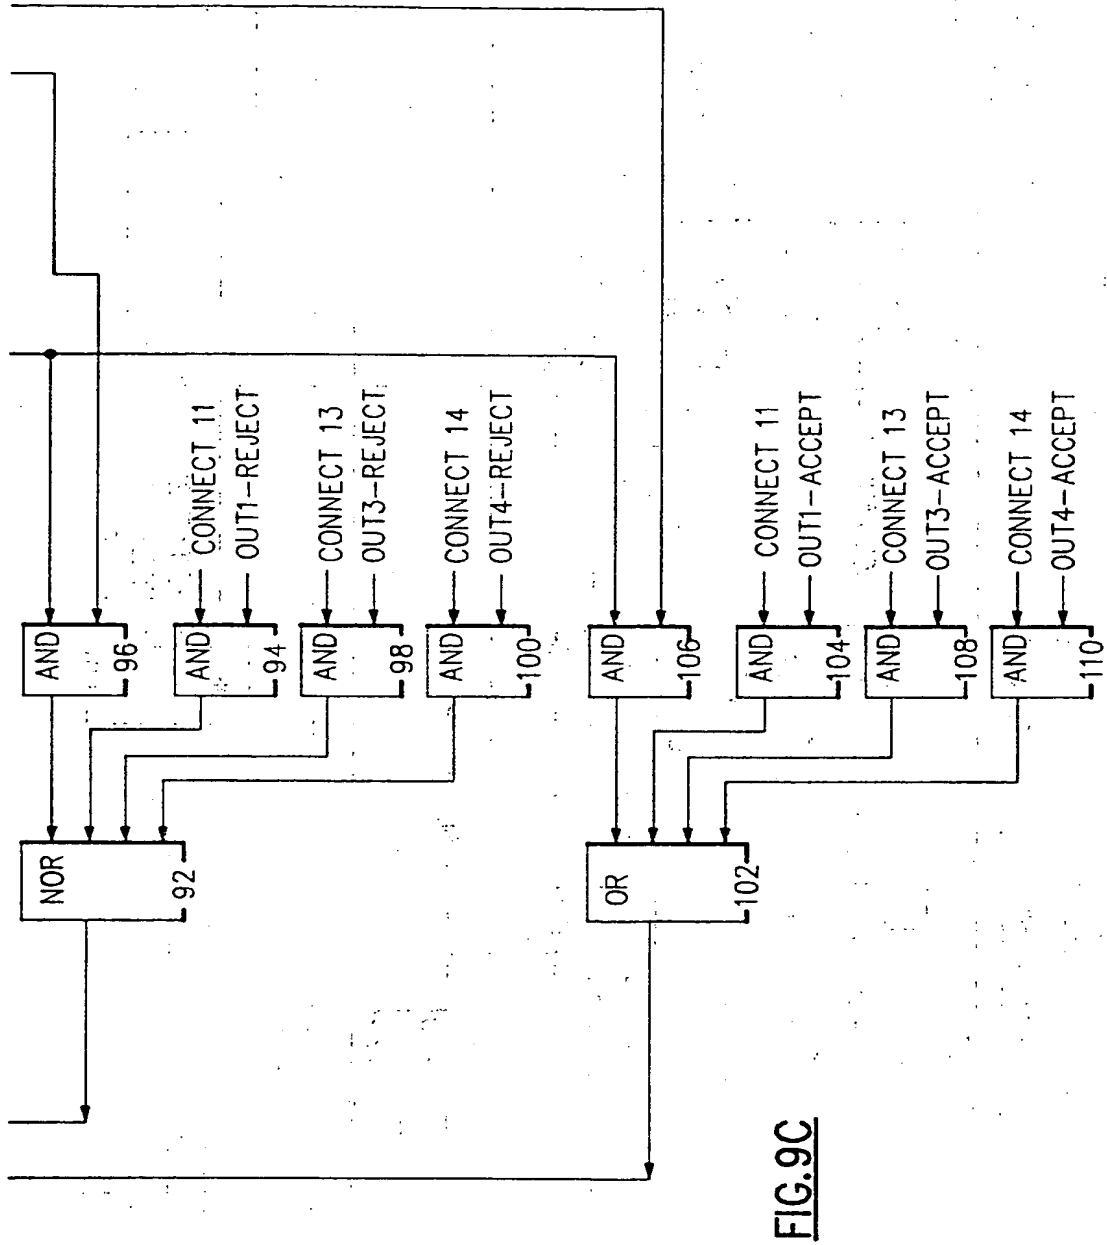 NOR
92
AND
96
AND
94
CONNECT 11
OUT1-REJECT
AND
98
CONNECT 13
OUT3-REJECT
AND
100
CONNECT 14
OUT4-REJECT
OR
102
AND
106
AND
104
CONNECT 11
OUT1-ACCEPT
AND
108
CONNECT 13
OUT3-ACCEPT
AND
110
CONNECT 14
OUT4-ACCEPT
FIG.9C